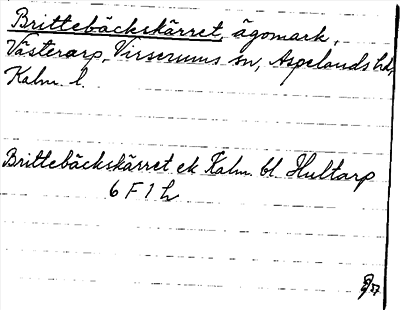 Brittebäckskärret, ägomark,
Västerarp, Virserums sn, Aspelands hd,
Kalm. l.
Brittebäckskärret ek Kalm. bl. Hultarp
6 F 1 h